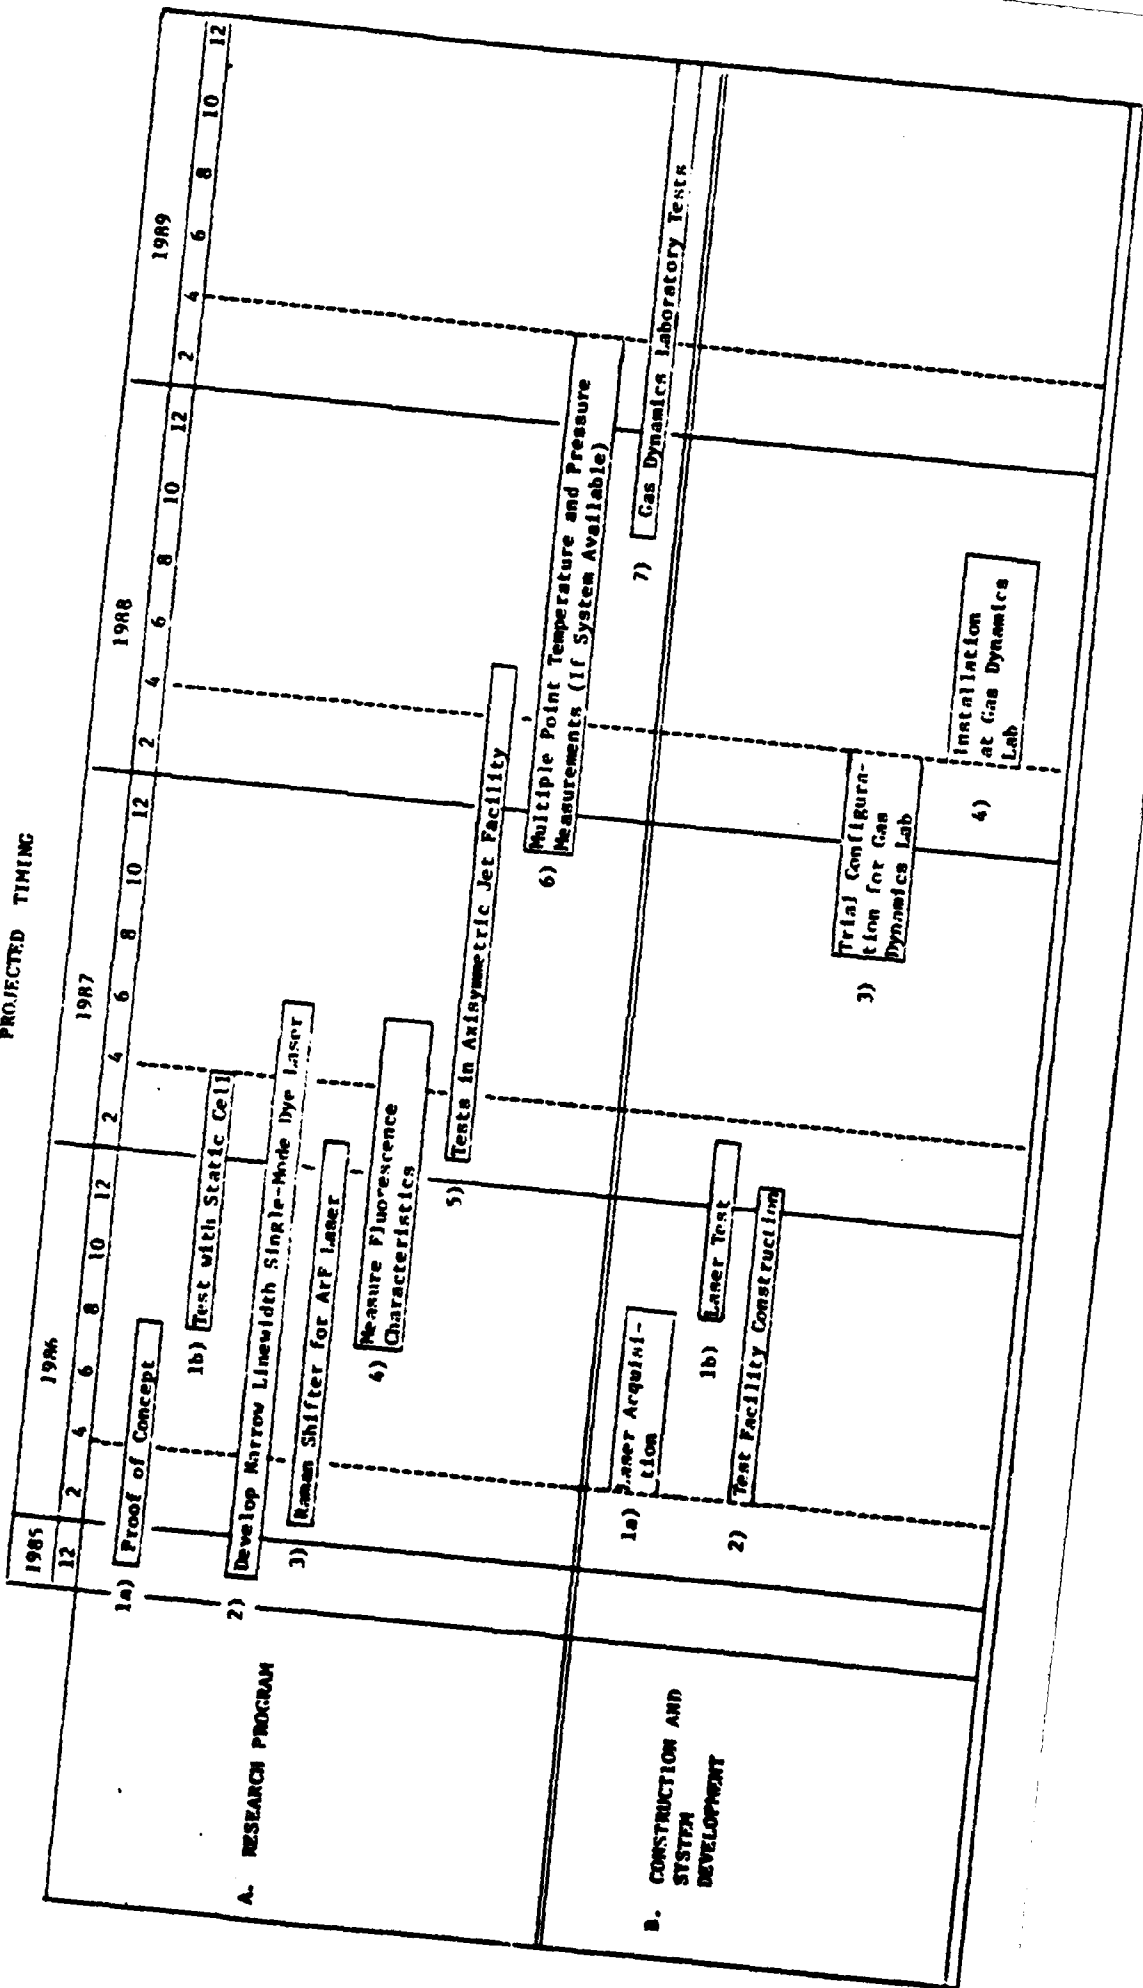 PROJECTED TIMING
1985 1986 1987 1988 1989
12 2 4 6 8 10 12 2 4 6 8 10 12 2 4 6 8 10 12 2 4 6 8 10 12
A. RESEARCH PROGRAM
1a) Proof of Concept
1b) Test with Static Cell
2) Develop Narrow Linewidth Single-Mode Dye Laser
3) Raman Shifter for ArF Laser
4) Measure Fluorescence
Characteristics
5) Tests in Axisymmetric Jet Facility
6) Multiple Point Temperature and Pressure
Measurements (If System Available)
7) Gas Dynamics Laboratory Tests
B. CONSTRUCTION AND
SYSTEM
DEVELOPMENT
1a) Laser Acquisi-
tion
1b) Laser Test
2) Test Facility Construction
3) Trial Configura-
tion for Gas
Dynamics Lab
4) Installation
at Gas Dynamics
Lab